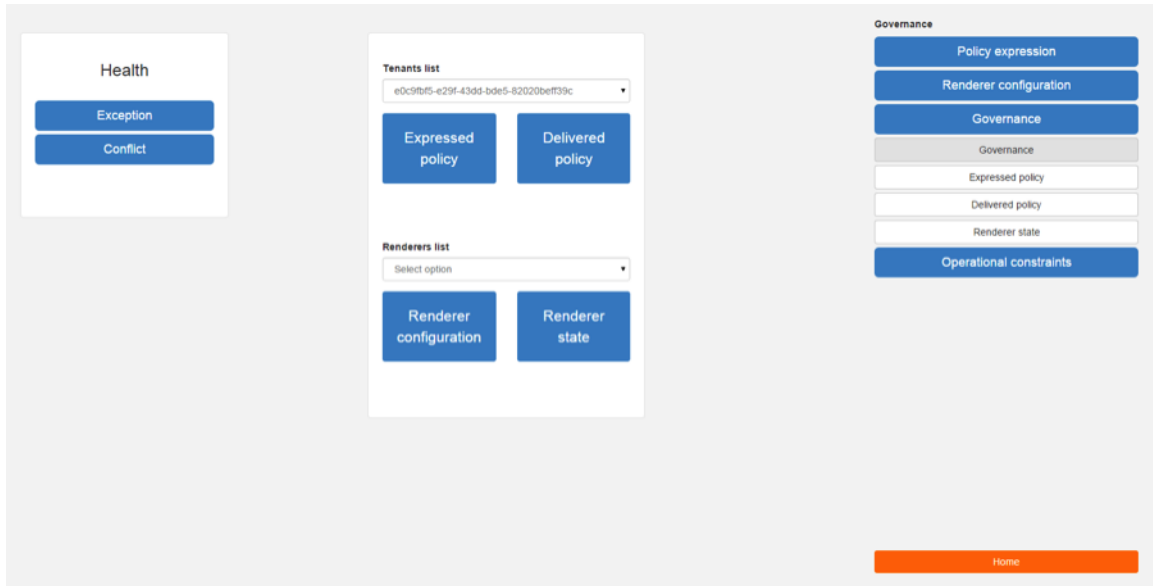 Health
Exception
Conflict
Tenants list
e0c9fbf5-e29f-43dd-bde5-82020beff39c
Expressed
policy
Delivered
policy
Renderers list
Select option
Renderer
configuration
Renderer
state
Governance
Policy expression
Renderer configuration
Governance
Governance
Expressed policy
Delivered policy
Renderer state
Operational constraints
Home